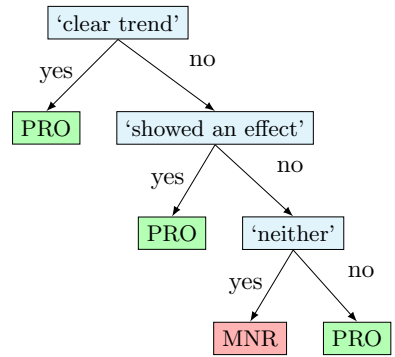 ‘clear trend’
yes
no
PRO
‘showed an effect’
yes
no
PRO
‘neither’
yes
no
MNR
PRO